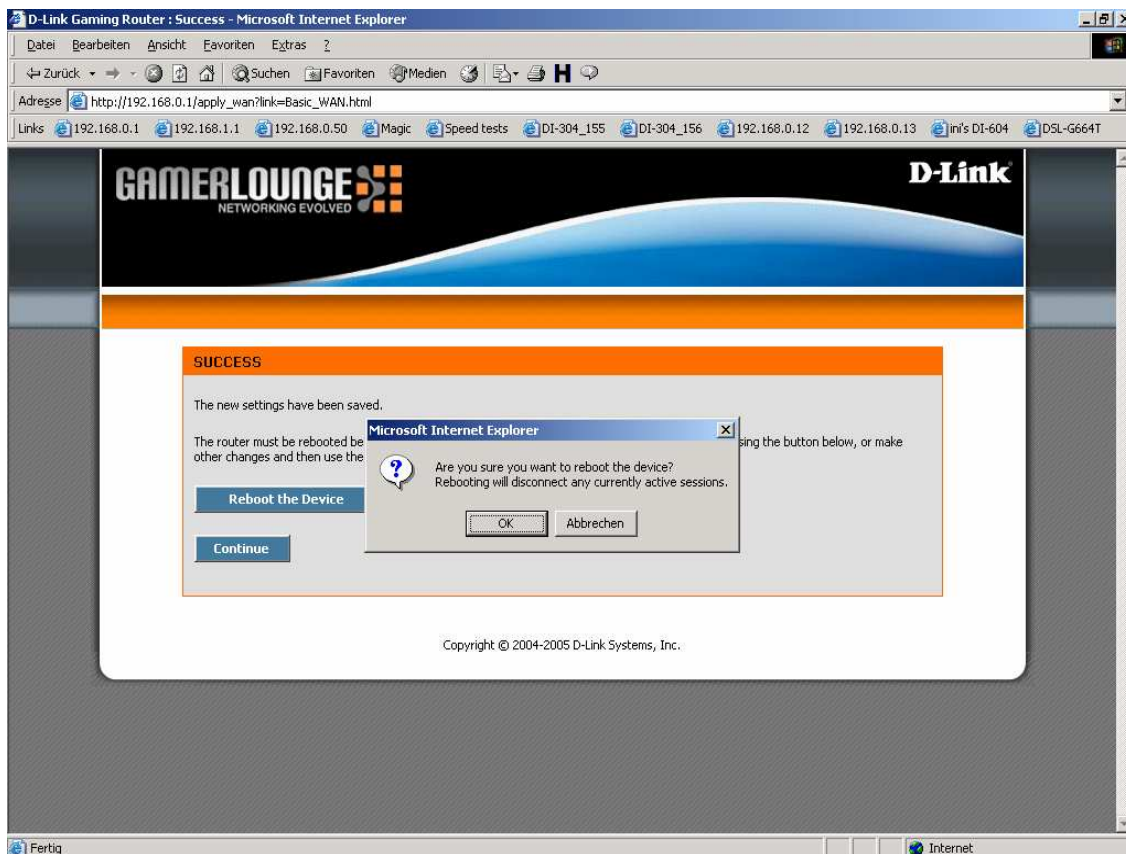 D-Link Gaming Router : Success - Microsoft Internet Explorer
Datei Bearbeiten Ansicht Favoriten Extras ?
Zurück Suchen Favoriten Medien H
Adresse http://192.168.0.1/apply_wan?link=Basic_WAN.html
Links 192.168.0.1 192.168.1.1 192.168.0.50 Magic Speed tests DI-304_155 DI-304_156 192.168.0.12 192.168.0.13 ini's DI-604 DSL-G664T
GAMERLOUNGE
NETWORKING EVOLVED
D-Link
SUCCESS
The new settings have been saved.
The router must be rebooted be
sing the button below, or make
other changes and then use the
Microsoft Internet Explorer
Are you sure you want to reboot the device?
Rebooting will disconnect any currently active sessions.
OK Abbrechen
Reboot the Device
Continue
Copyright © 2004-2005 D-Link Systems, Inc.
Fertig Internet